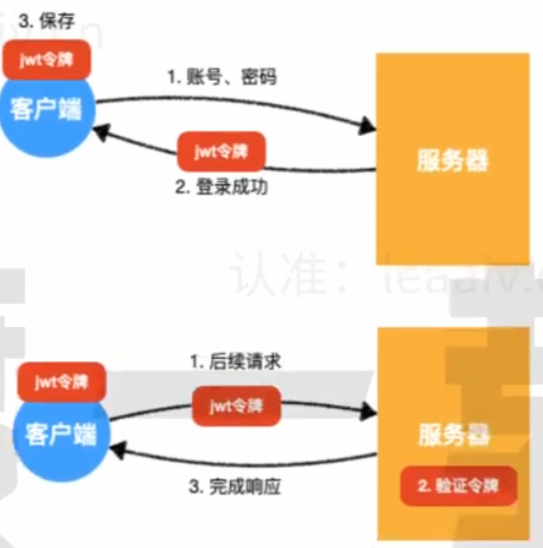 3. 保存
jwt令牌
客户端
1. 账号、密码
jwt令牌
2. 登录成功
服务器
认准：
1. 后续请求
jwt令牌
jwt令牌
客户端
服务器
2. 验证令牌
3. 完成响应